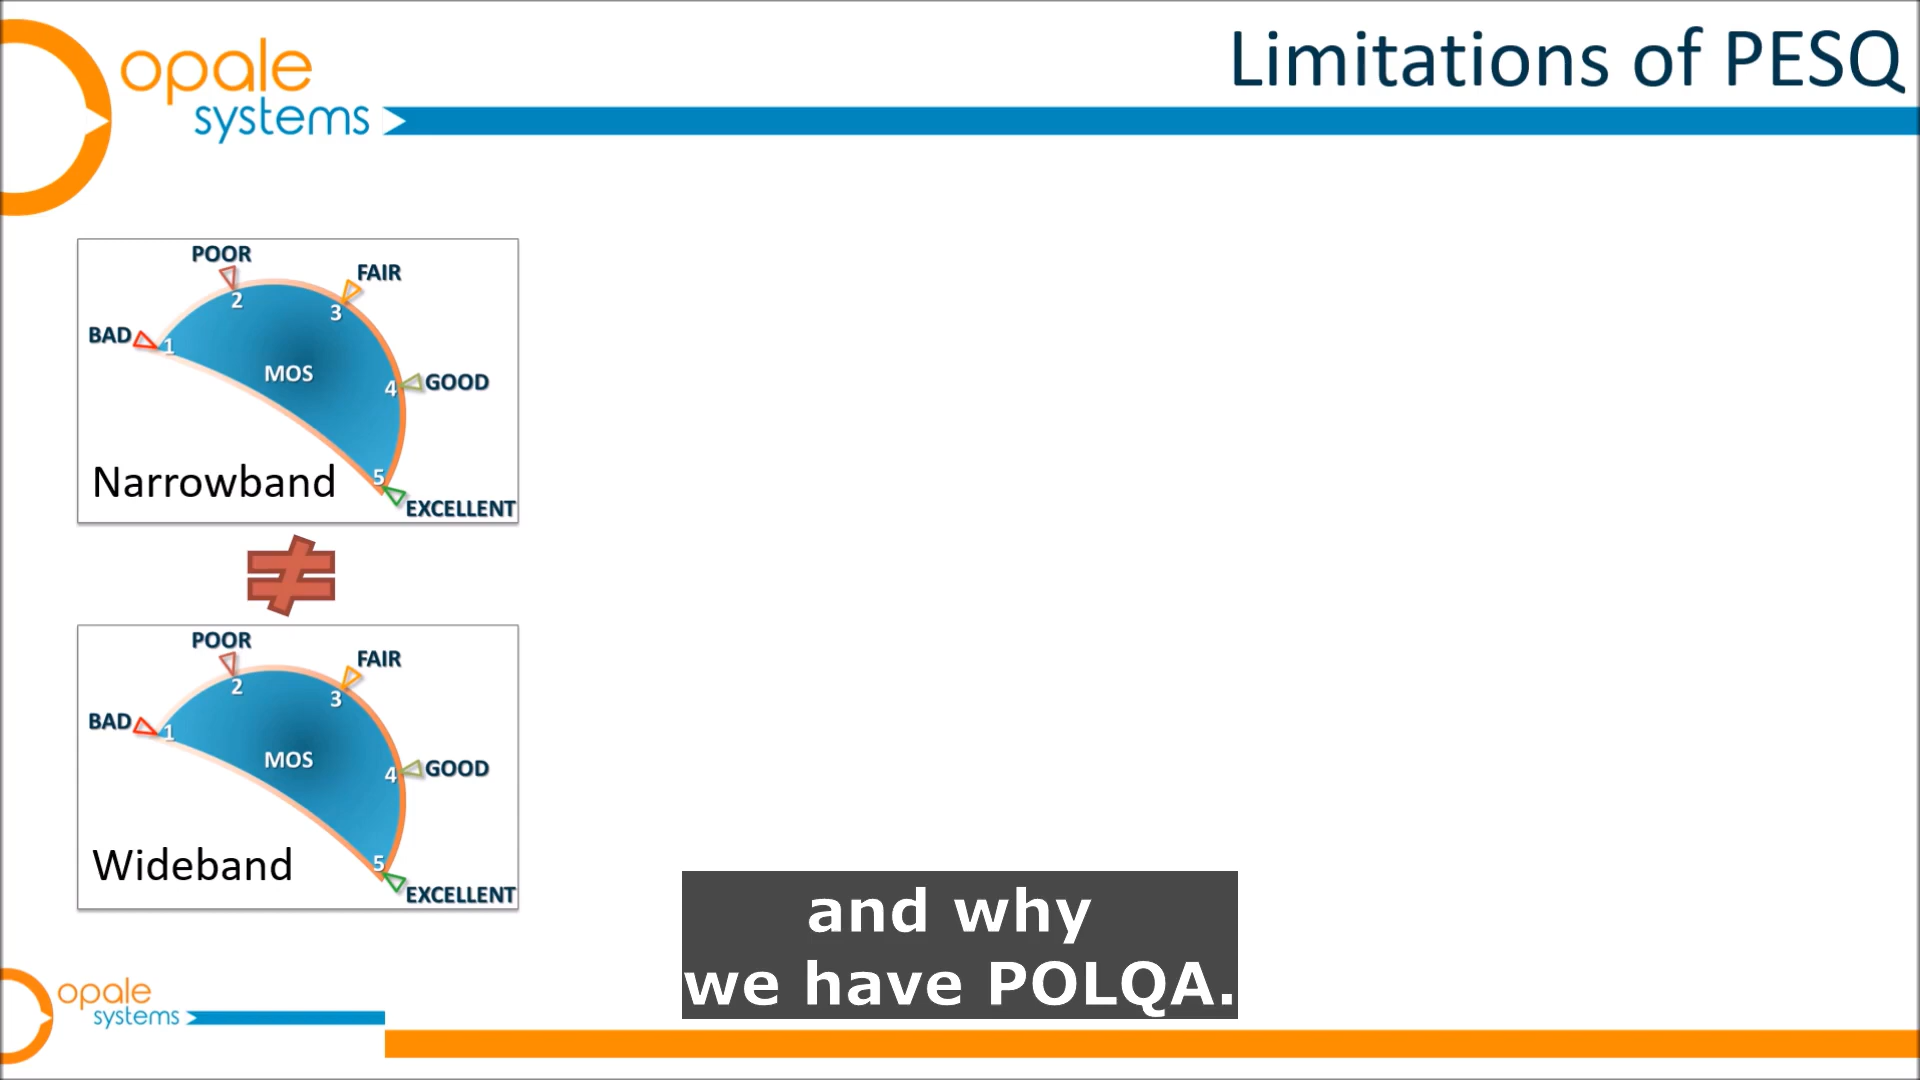 opale
systems
Limitations of PESQ
POOR
FAIR
2
3
BAD
1
MOS
4
GOOD
Narrowband
5
EXCELLENT
≠
POOR
FAIR
2
3
BAD
1
MOS
4
GOOD
Wideband
5
EXCELLENT
and why
we have POLQA.
opale
systems